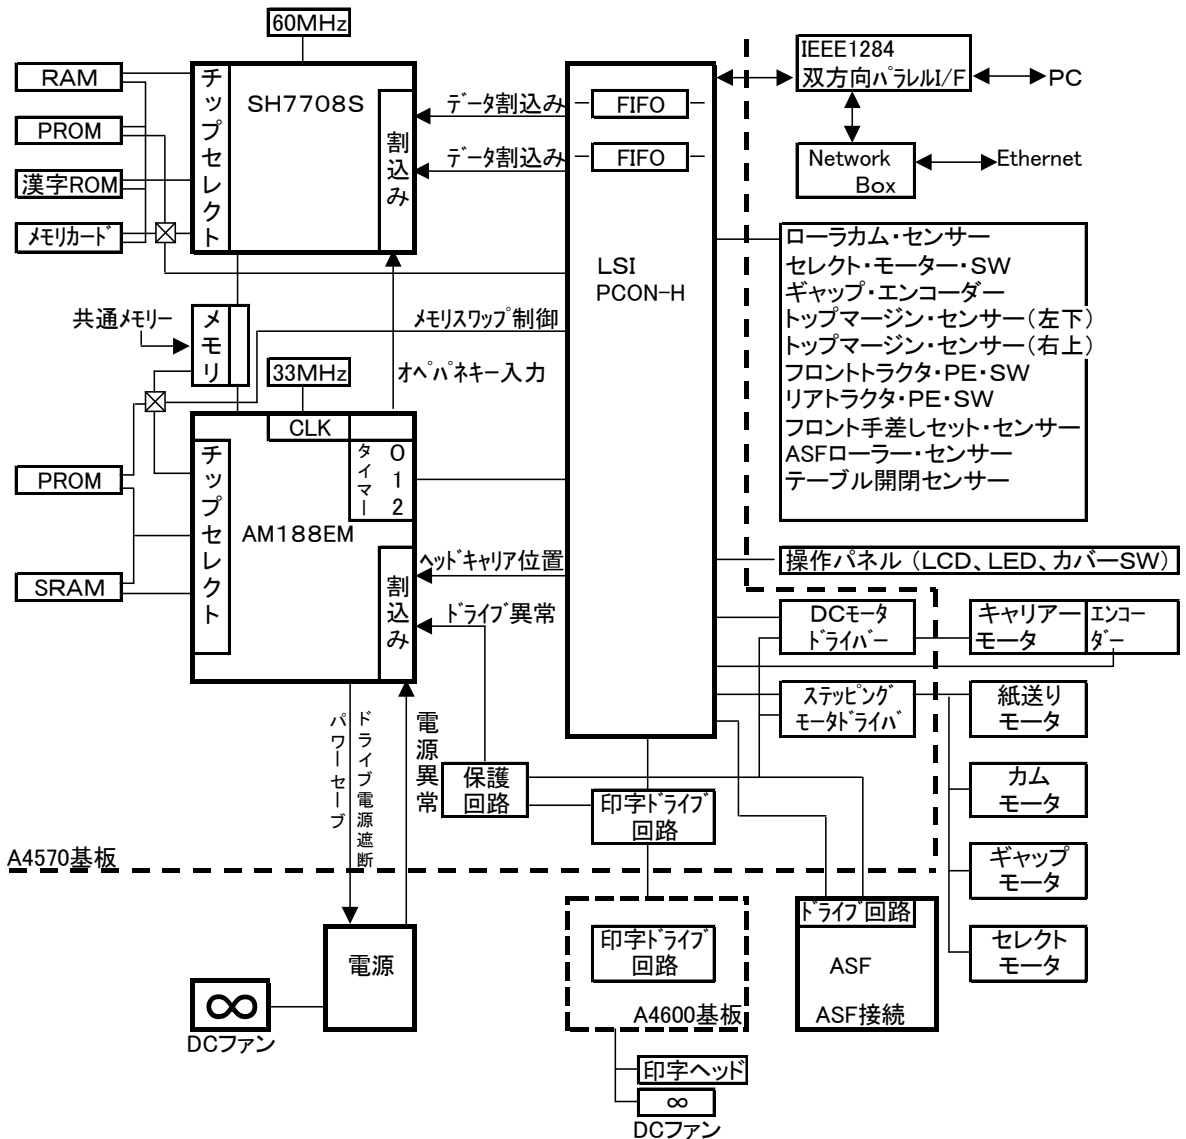 60MHz
RAM
PROM
漢字ROM
メモリカード
チップセレクト
SH7708S
割込み
データ割込み
データ割込み
FIFO
FIFO
LSI
PCON-H
IEEE1284
双方向パラレルI/F
PC
Network
Box
Ethernet
ローラカム・センサー
セレクト・モーター・SW
ギャップ・エンコーダー
トップマージン・センサー(左下)
トップマージン・センサー(右上)
フロントトラクタ・PE・SW
リアトラクタ・PE・SW
フロント手差しセット・センサー
ASFローラー・センサー
テーブル開閉センサー
共通メモリー
メモリ
メモリスワップ制御
オペパネキー入力
33MHz
CLK
タイマー
0
1
2
PROM
SRAM
チップセレクト
AM188EM
割込み
ヘッドキャリア位置
ドライブ異常
操作パネル (LCD、LED、カバーSW)
DCモータ
ドライバー
キャリアー
モータ
エンコー
ダー
ステッピング
モータドライバ
紙送り
モータ
カム
モータ
ギャップ
モータ
セレクト
モータ
ドライブ電源遮断
パワーセーブ
電源異常
保護
回路
印字ドライブ
回路
A4570基板
電源
DCファン
印字ドライブ
回路
A4600基板
印字ヘッド
∞
DCファン
ドライブ回路
ASF
ASF接続
∞